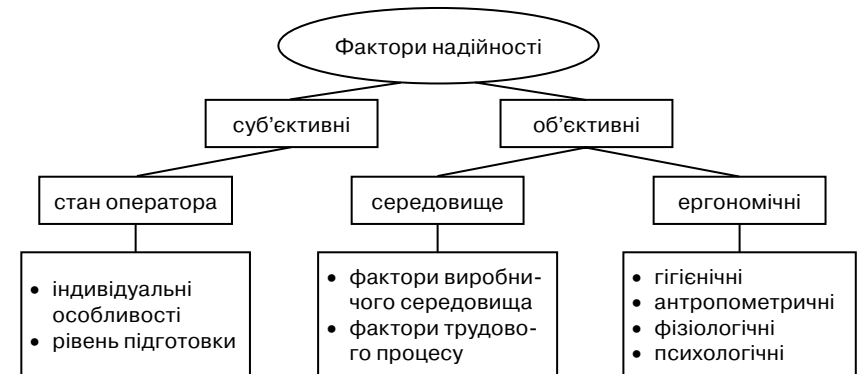 Фактори надійності
суб’єктивні
об’єктивні
стан оператора
середовище
ергономічні
• індивідуальні
особливості
• рівень підготовки
• фактори виробни-
чого середовища
• фактори трудово-
го процесу
• гігієнічні
• антропометричні
• фізіологічні
• психологічні